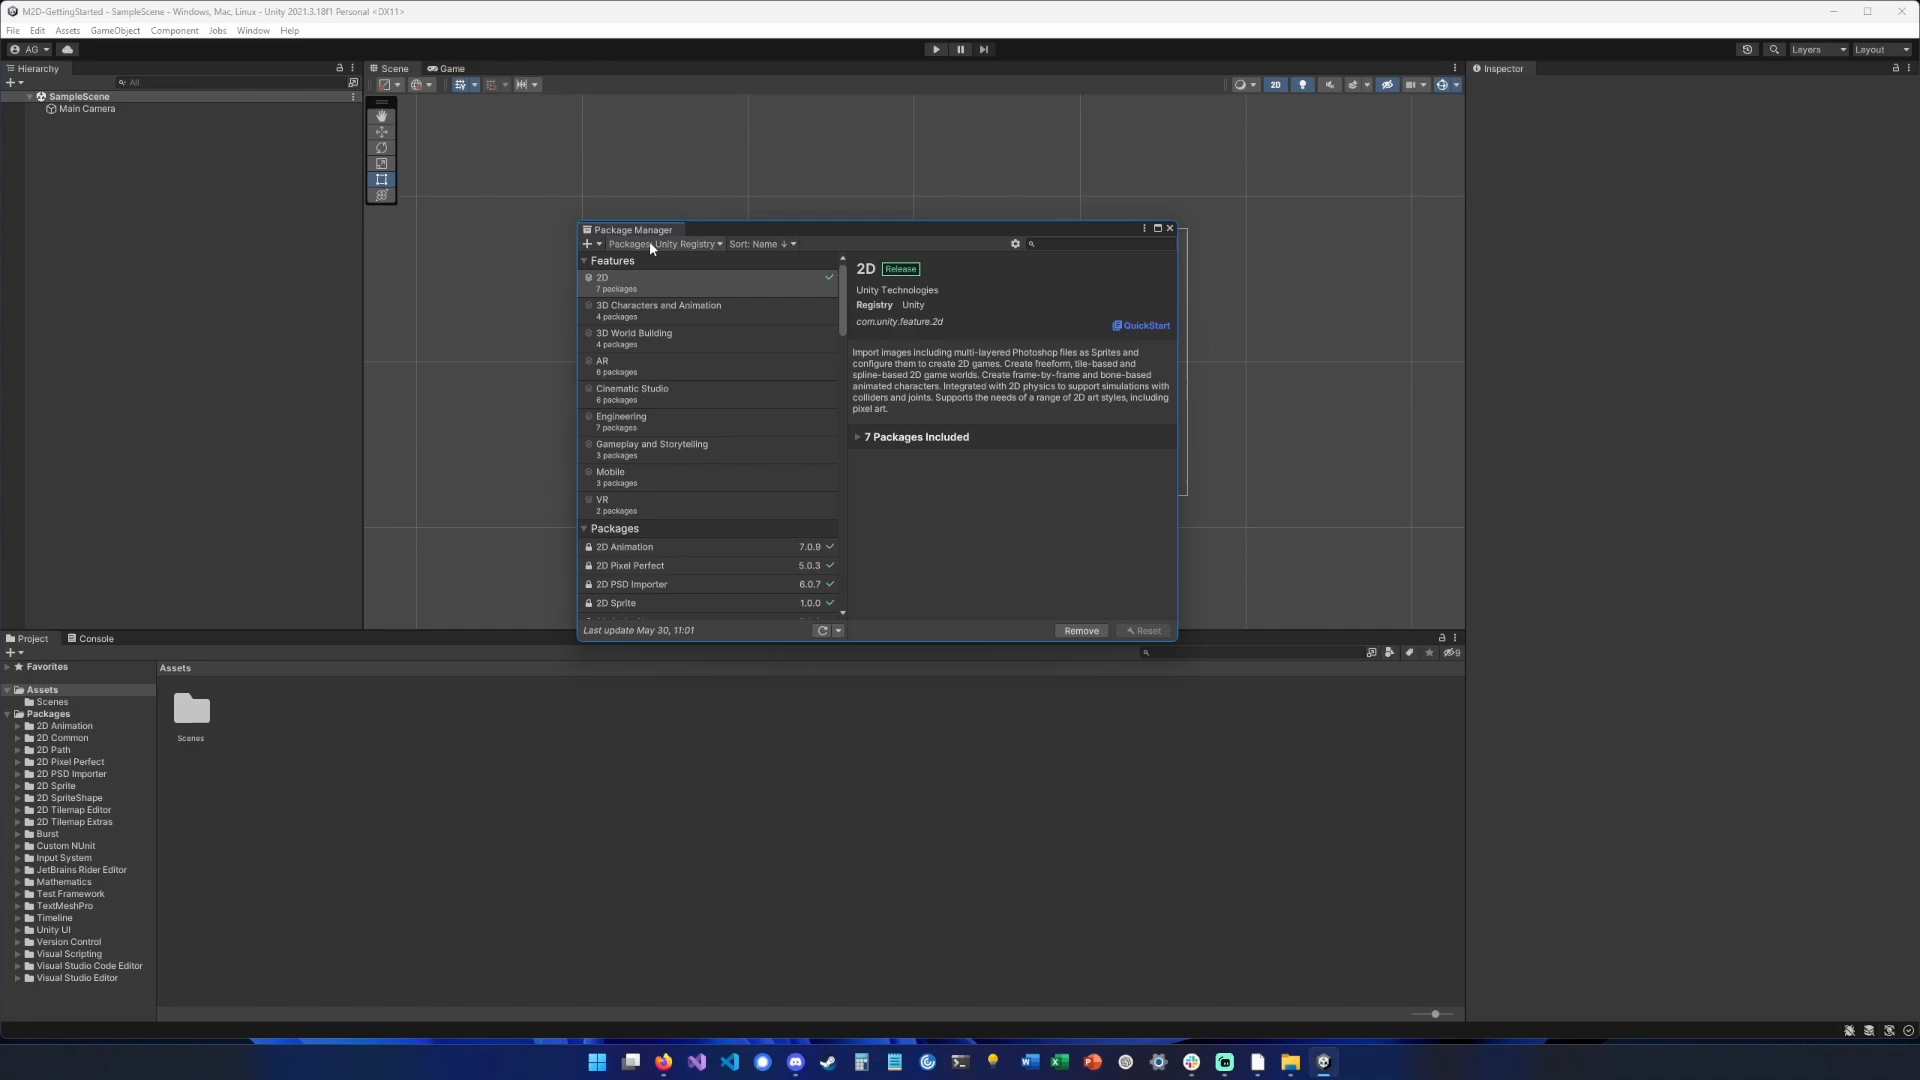 M2D-GettingStarted - SampleScene - Windows, Mac, Linux - Unity 2021.3.18f1 Personal <DX11>
File Edit Assets GameObject Component Jobs Window Help
AG Layers Layout
Hierarchy
All
SampleScene
Main Camera
Scene Game
2D
Inspector
Package Manager
Packages: Unity Registry Sort: Name ↓
Features
2D
7 packages
3D Characters and Animation
4 packages
3D World Building
4 packages
AR
6 packages
Cinematic Studio
6 packages
Engineering
7 packages
Gameplay and Storytelling
3 packages
Mobile
3 packages
VR
2 packages
Packages
2D Animation 7.0.9
2D Pixel Perfect 5.0.3
2D PSD Importer 6.0.7
2D Sprite 1.0.0
Last update May 30, 11:01
2D Release
Unity Technologies
Registry Unity
com.unity.feature.2d
QuickStart
Import images including multi-layered Photoshop files as Sprites and
configure them to create 2D games. Create freeform, tile-based and
spline-based 2D game worlds. Create frame-by-frame and bone-based
animated characters. Integrated with 2D physics to support simulations with
colliders and joints. Supports the needs of a range of 2D art styles, including
pixel art.
7 Packages Included
Remove Reset
Project Console
9
Favorites
Assets
Scenes
Packages
2D Animation
2D Common
2D Path
2D Pixel Perfect
2D PSD Importer
2D Sprite
2D SpriteShape
2D Tilemap Editor
2D Tilemap Extras
Burst
Custom NUnit
Input System
JetBrains Rider Editor
Mathematics
Test Framework
TextMeshPro
Timeline
Unity UI
Version Control
Visual Scripting
Visual Studio Code Editor
Visual Studio Editor
Assets
Scenes